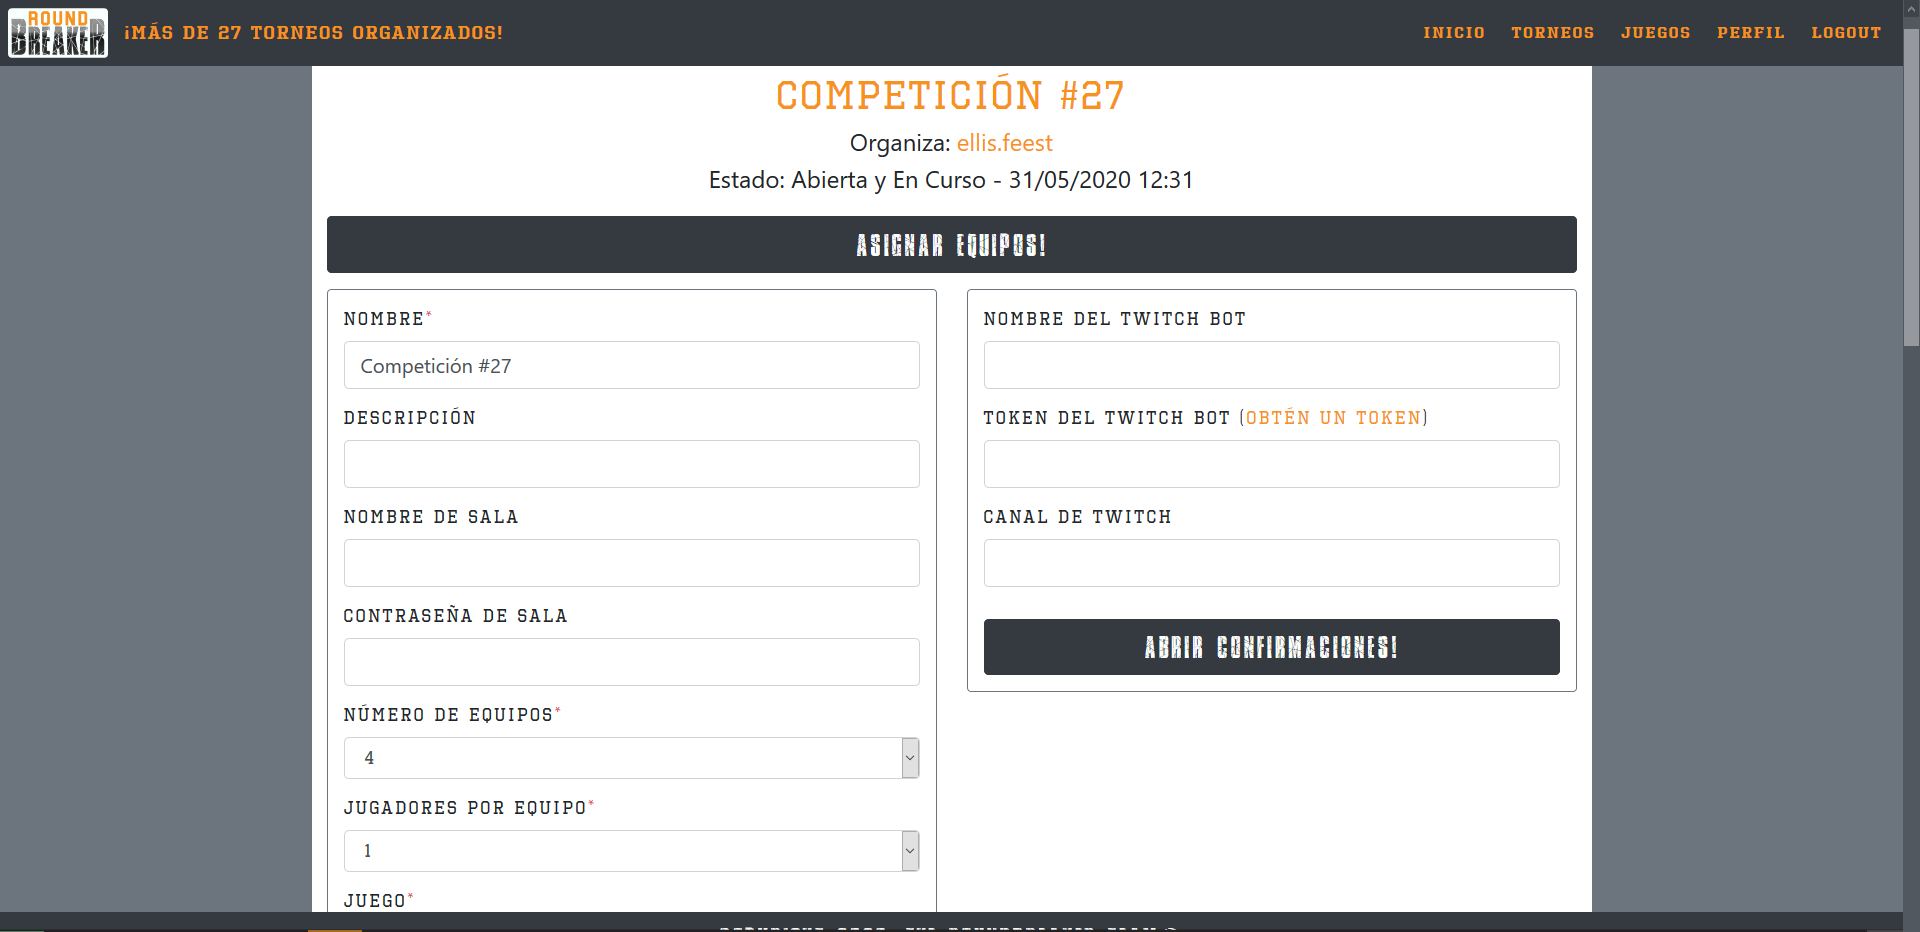 ROUND
BREAKER
¡MÁS DE 27 TORNEOS ORGANIZADOS!
INICIO TORNEOS JUEGOS PERFIL LOGOUT
COMPETICIÓN #27
Organiza: ellis.feest
Estado: Abierta y En Curso - 31/05/2020 12:31
ASIGNAR EQUIPOS!
NOMBRE*
Competición #27
DESCRIPCIÓN
NOMBRE DE SALA
CONTRASEÑA DE SALA
NÚMERO DE EQUIPOS*
4
JUGADORES POR EQUIPO*
1
JUEGO*
NOMBRE DEL TWITCH BOT
TOKEN DEL TWITCH BOT (OBTÉN UN TOKEN)
CANAL DE TWITCH
ABRIR CONFIRMACIONES!